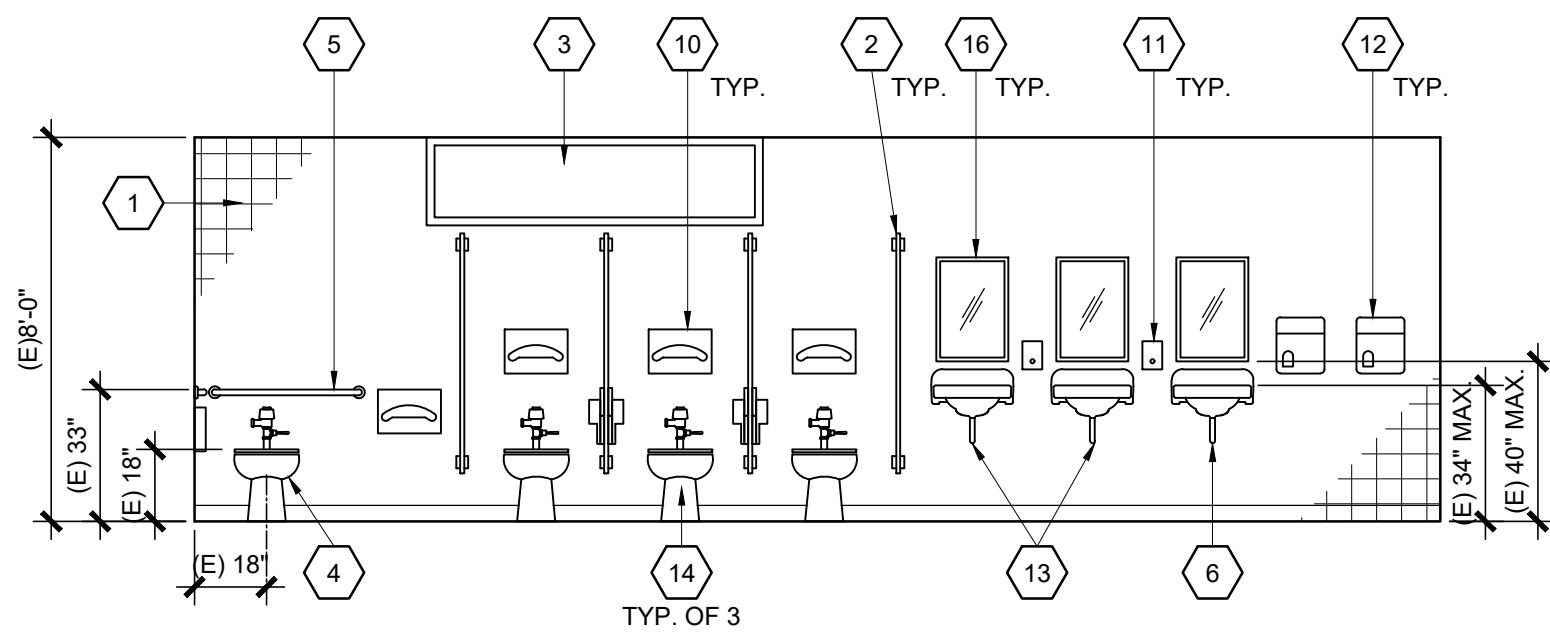 5
3
10
TYP.
2
TYP.
16
TYP.
11
TYP.
12
TYP.
1
(E)8'-0"
(E) 33"
(E) 18"
(E) 34" MAX.
(E) 40" MAX.
(E) 18"
4
14
TYP. OF 3
13
6